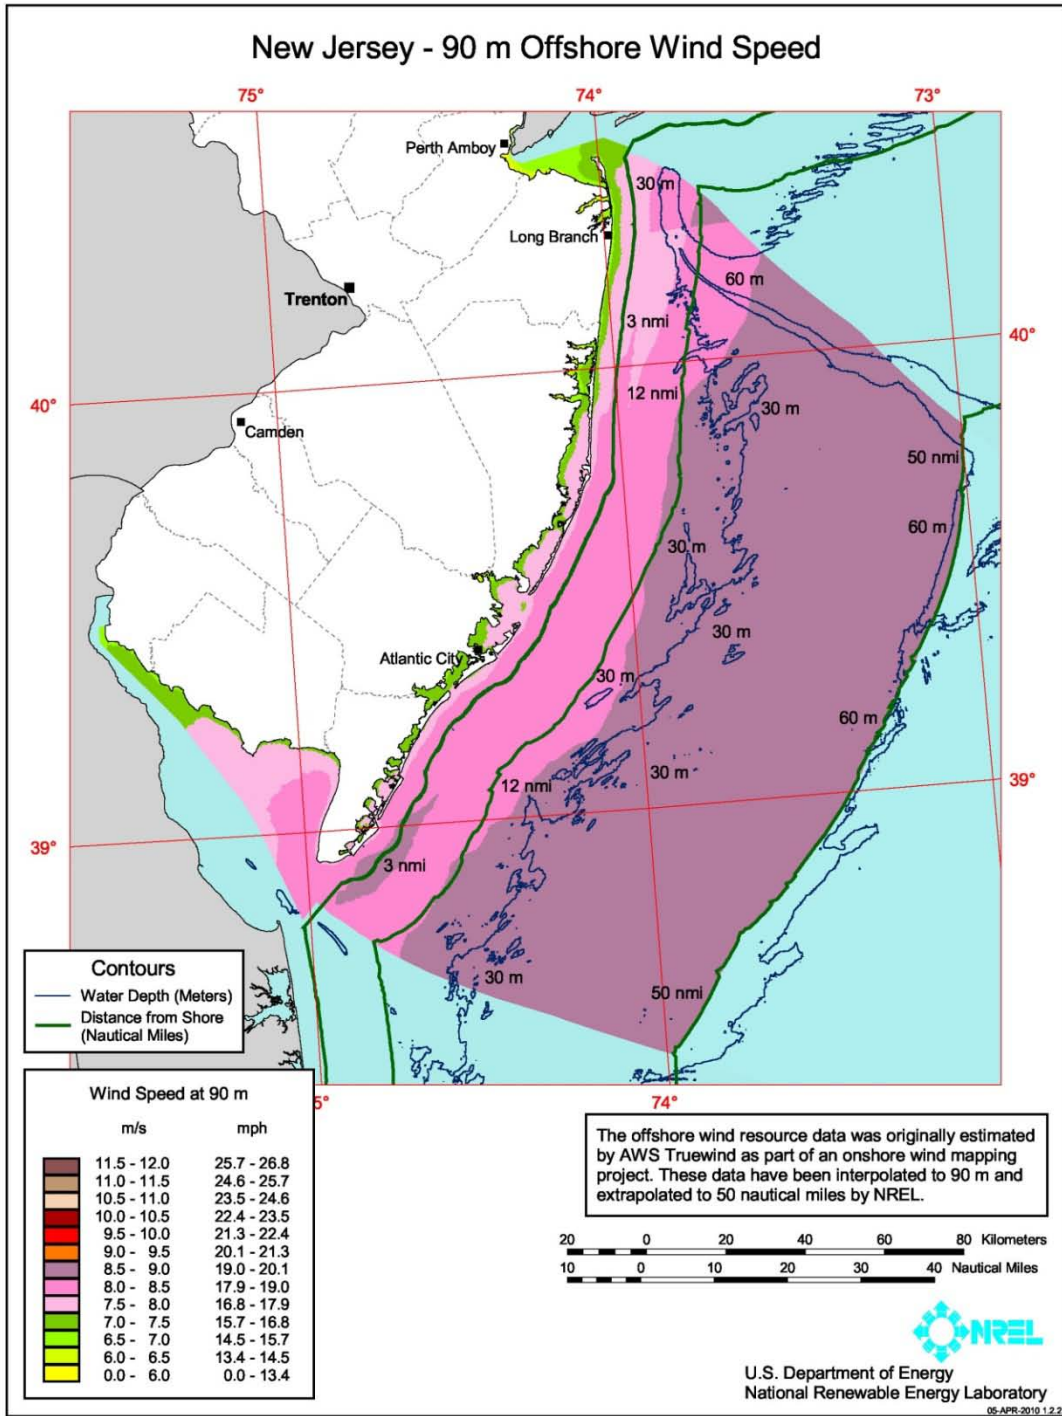 New Jersey - 90 m Offshore Wind Speed
75°
74°
73°
Perth Amboy
30 m
Long Branch
60 m
Trenton
3 nmi
40°
12 nmi
40°
30 m
Camden
50 nmi
60 m
30 m
30 m
Atlantic City
30 m
60 m
30 m
39°
12 nmi
39°
3 nmi
30 m
50 nmi
Contours
Water Depth (Meters)
Distance from Shore
(Nautical Miles)
5°
74°
Wind Speed at 90 m
m/s mph
11.5 - 12.0 25.7 - 26.8
11.0 - 11.5 24.6 - 25.7
10.5 - 11.0 23.5 - 24.6
10.0 - 10.5 22.4 - 23.5
9.5 - 10.0 21.3 - 22.4
9.0 - 9.5 20.1 - 21.3
8.5 - 9.0 19.0 - 20.1
8.0 - 8.5 17.9 - 19.0
7.5 - 8.0 16.8 - 17.9
7.0 - 7.5 15.7 - 16.8
6.5 - 7.0 14.5 - 15.7
6.0 - 6.5 13.4 - 14.5
0.0 - 6.0 0.0 - 13.4
The offshore wind resource data was originally estimated
by AWS Truewind as part of an onshore wind mapping
project. These data have been interpolated to 90 m and
extrapolated to 50 nautical miles by NREL.
20 0 20 40 60 80 Kilometers
10 0 10 20 30 40 Nautical Miles
NREL
U.S. Department of Energy
National Renewable Energy Laboratory
05-APR-2010 1.2.2